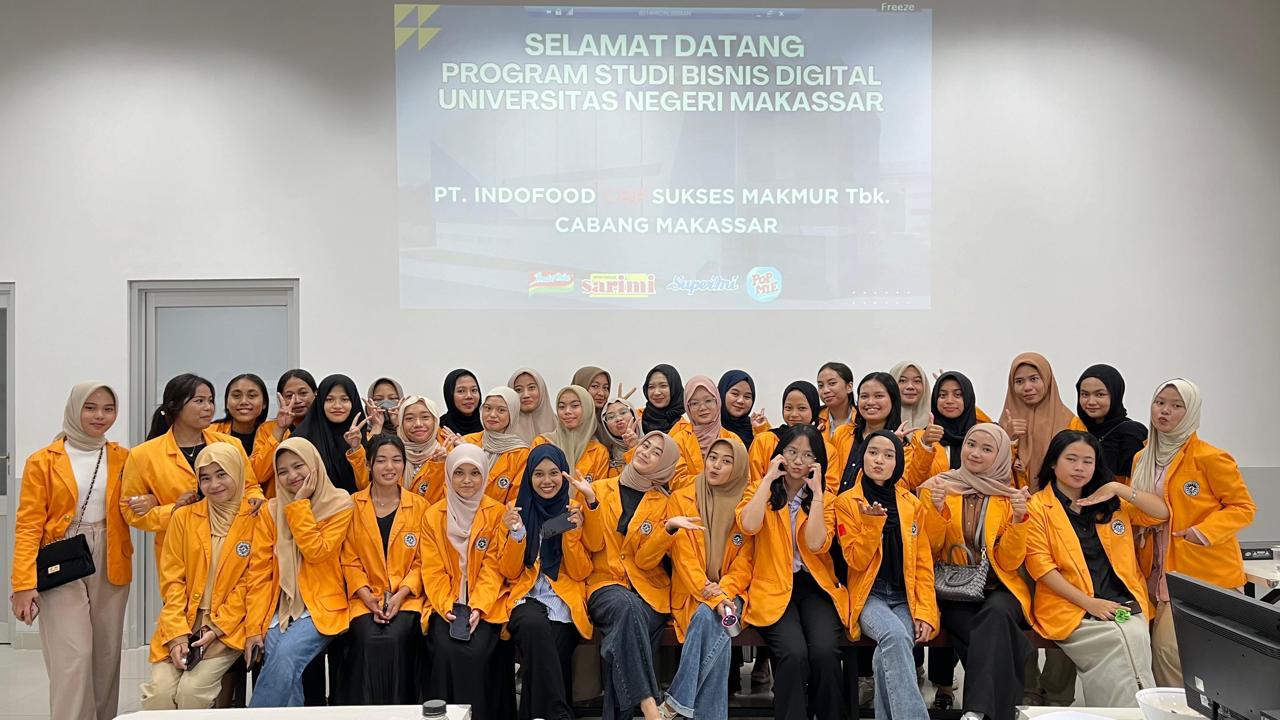 Freeze
SELAMAT DATANG
PROGRAM STUDI BISNIS DIGITAL
UNIVERSITAS NEGERI MAKASSAR
PT. INDOFOOD CBP SUKSES MAKMUR Tbk.
CABANG MAKASSAR
Indomie
sarimi
Supermi
POP
MIE